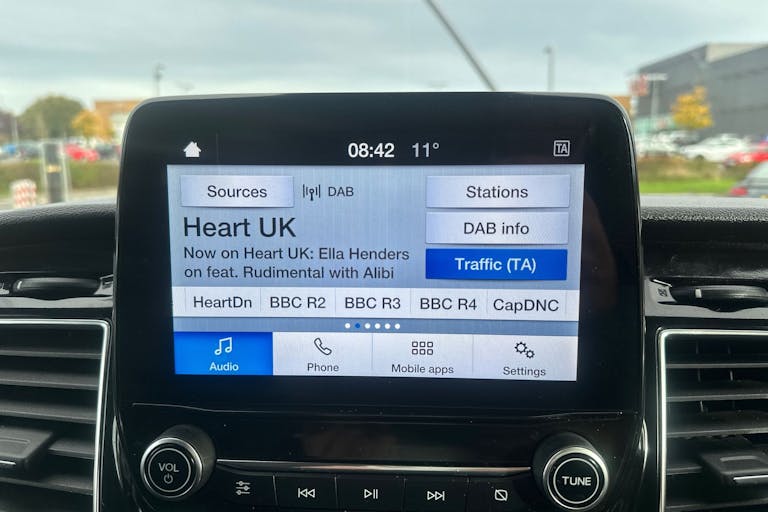 08:42 11° TA
Sources DAB Stations
Heart UK
DAB info
Now on Heart UK: Ella Henders
on feat. Rudimental with Alibi
Traffic (TA)
HeartDn BBC R2 BBC R3 BBC R4 CapDNC
Audio Phone Mobile apps Settings
VOL
TUNE